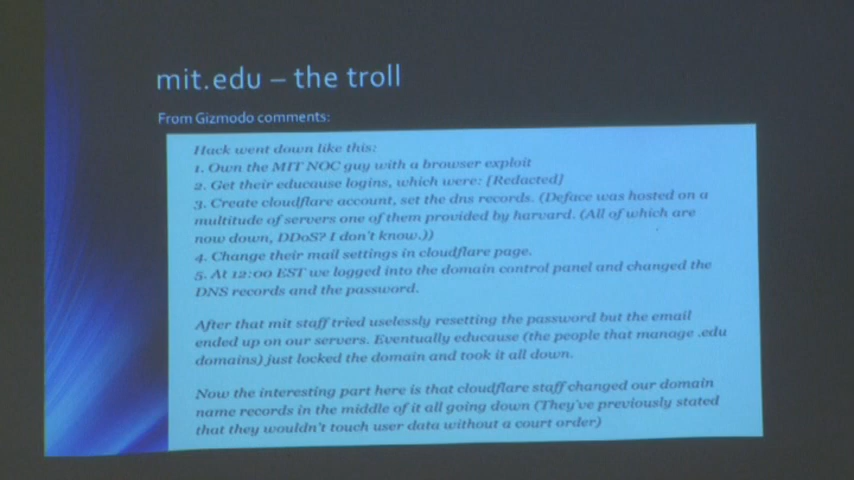 mit.edu – the troll
From Gizmodo comments:
Hack went down like this:
1. Own the MIT NOC guy with a browser exploit
2. Get their educause logins, which were: [Redacted]
3. Create cloudflare account, set the dns records. (Deface was hosted on a
multitude of servers one of them provided by harvard. (All of which are
now down, DDoS? I don't know.))
4. Change their mail settings in cloudflare page.
5. At 12:00 EST we logged into the domain control panel and changed the
DNS records and the password.
After that mit staff tried uselessly resetting the password but the email
ended up on our servers. Eventually educause (the people that manage .edu
domains) just locked the domain and took it all down.
Now the interesting part here is that cloudflare staff changed our domain
name records in the middle of it all going down (They've previously stated
that they wouldn't touch user data without a court order)